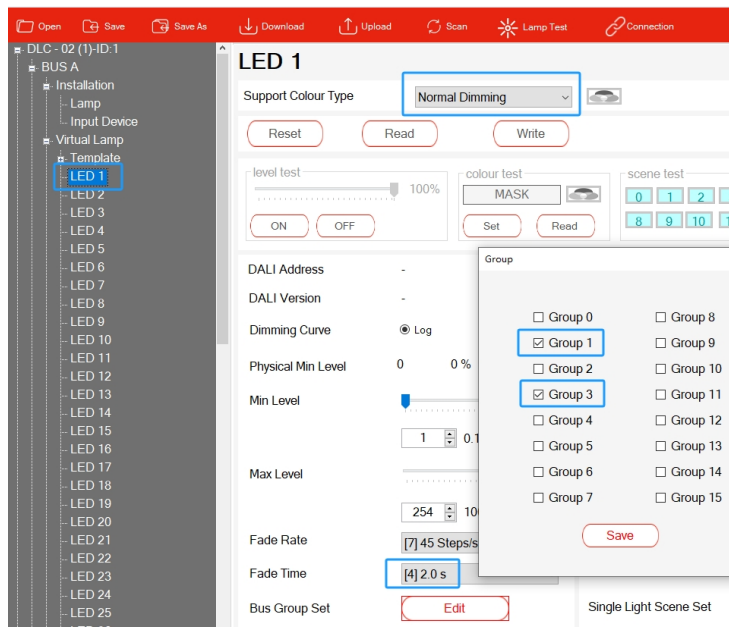 Open Save Save As Download Upload Scan Lamp Test Connection
DLC - 02 (1)-ID:1
BUS A
Installation
Lamp
Input Device
Virtual Lamp
Template
LED 1
LED 2
LED 3
LED 4
LED 5
LED 6
LED 7
LED 8
LED 9
LED 10
LED 11
LED 12
LED 13
LED 14
LED 15
LED 16
LED 17
LED 18
LED 19
LED 20
LED 21
LED 22
LED 23
LED 24
LED 25
LED 1
Support Colour Type Normal Dimming
Reset Read Write
level test
100%
ON OFF
colour test
MASK
Set Read
scene test
0 1 2
8 9 10
DALI Address -
DALI Version -
Dimming Curve Log
Physical Min Level 0 0 %
Min Level
1 0.1
Max Level
254 10
Fade Rate [7] 45 Steps/s
Fade Time [4] 2.0 s
Bus Group Set Edit
Single Light Scene Set
Group
Group 0 Group 8
Group 1 Group 9
Group 2 Group 10
Group 3 Group 11
Group 4 Group 12
Group 5 Group 13
Group 6 Group 14
Group 7 Group 15
Save